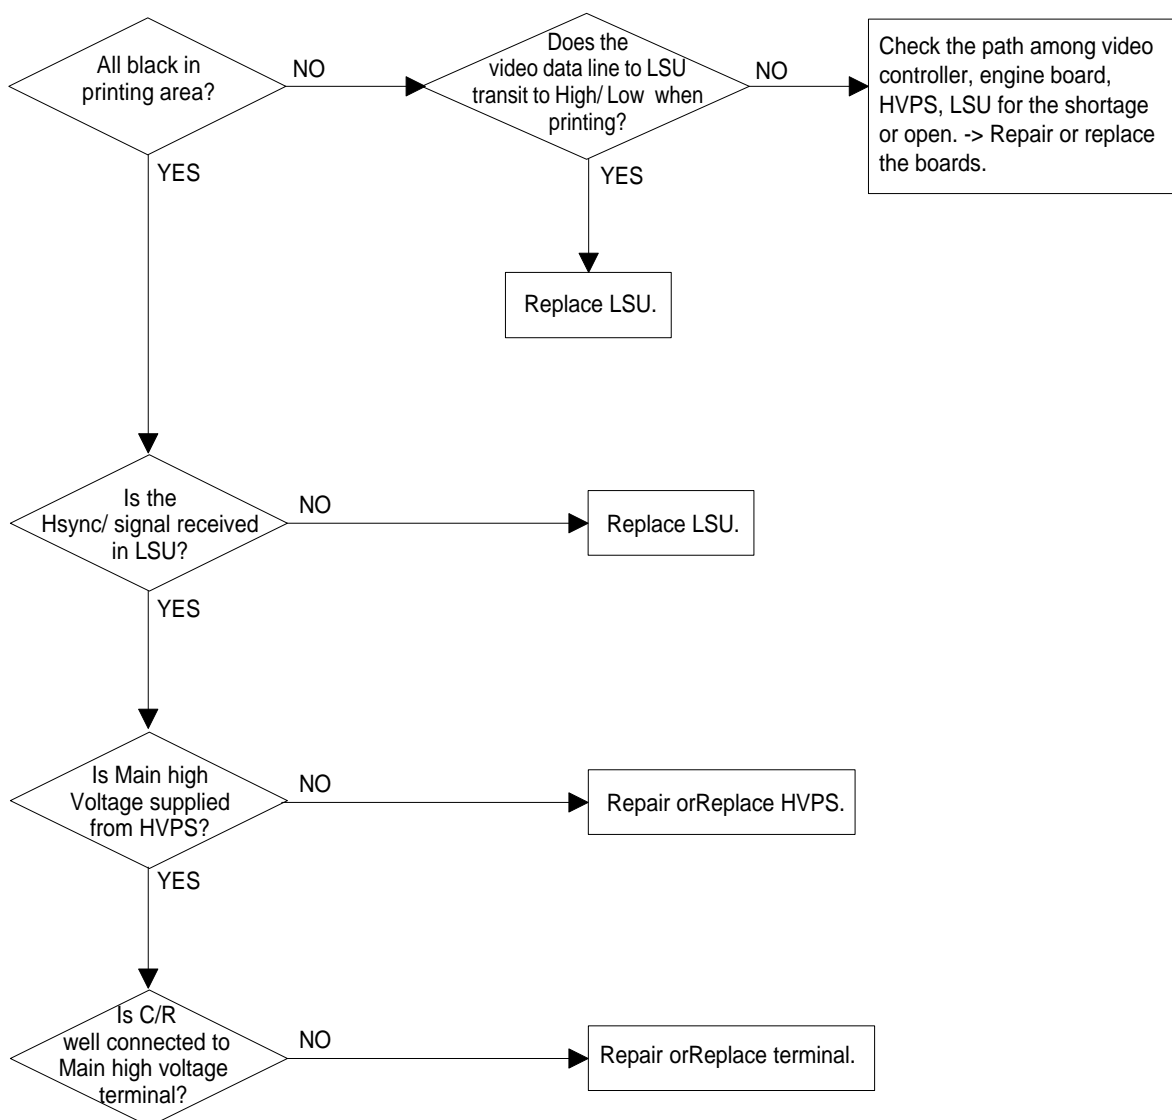 All black in
printing area?
NO
YES
Does the
video data line to LSU
transit to High/ Low when
printing?
NO
YES
Check the path among video
controller, engine board,
HVPS, LSU for the shortage
or open. -> Repair or replace
the boards.
Replace LSU.
Is the
Hsync/ signal received
in LSU?
NO
YES
Replace LSU.
Is Main high
Voltage supplied
from HVPS?
NO
YES
Repair orReplace HVPS.
Is C/R
well connected to
Main high voltage
terminal?
NO
Repair orReplace terminal.